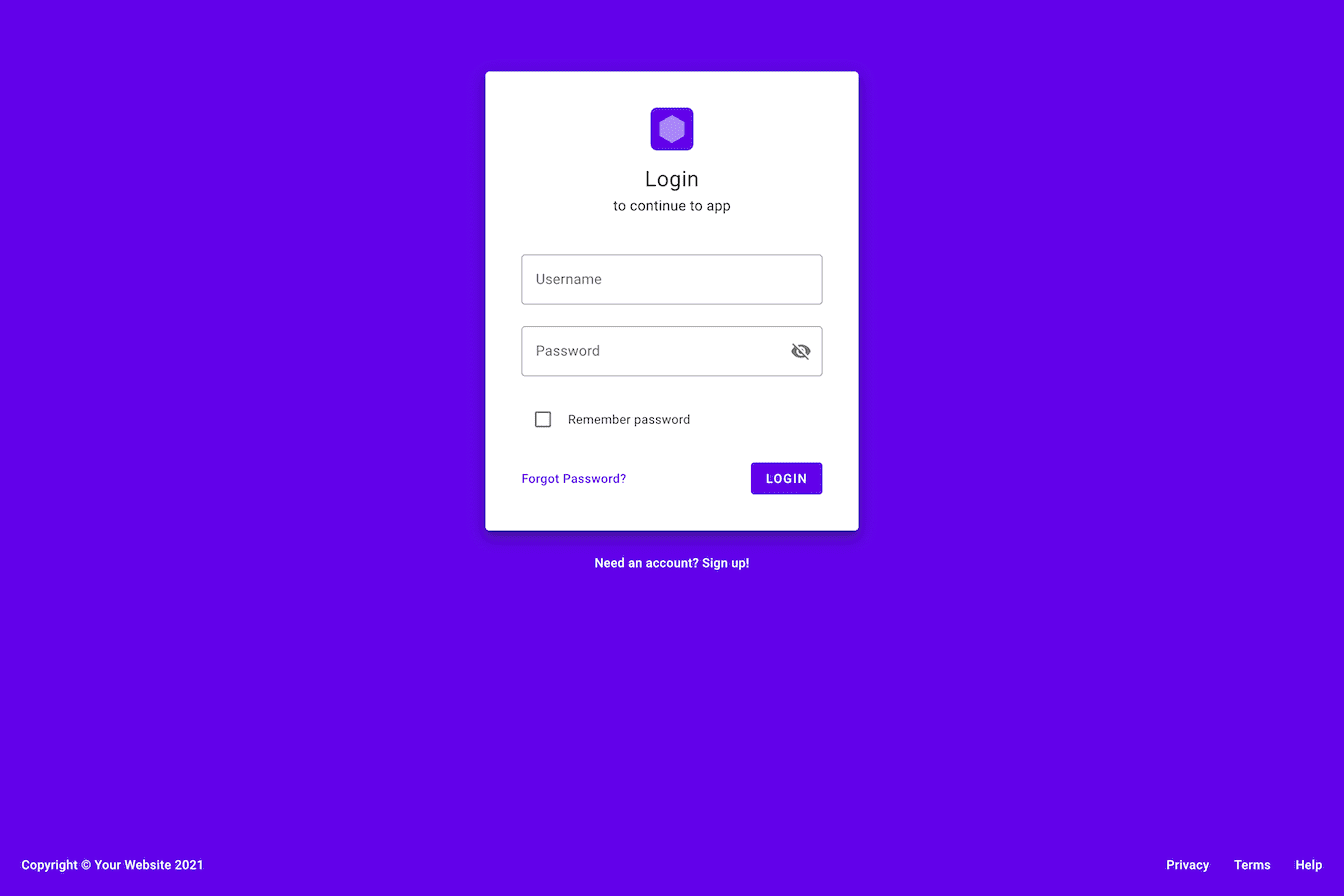 Login
to continue to app
Username
Password
Remember password
Forgot Password?
LOGIN
Need an account? Sign up!
Copyright © Your Website 2021
Privacy
Terms
Help